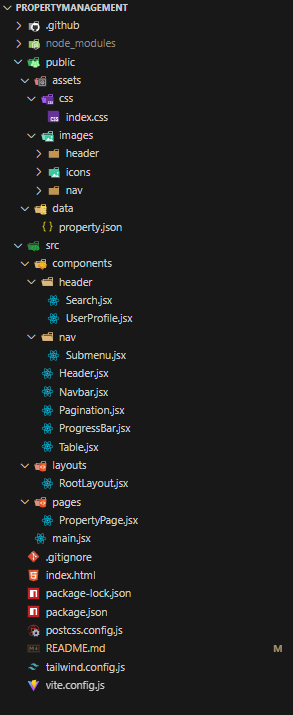 PROPERTYMANAGEMENT
.github
node_modules
public
assets
css
index.css
images
header
icons
nav
data
property.json
src
components
header
Search.jsx
UserProfile.jsx
nav
Submenu.jsx
Header.jsx
Navbar.jsx
Pagination.jsx
ProgressBar.jsx
Table.jsx
layouts
RootLayout.jsx
pages
PropertyPage.jsx
main.jsx
.gitignore
index.html
package-lock.json
package.json
postcss.config.js
README.md M
tailwind.config.js
vite.config.js